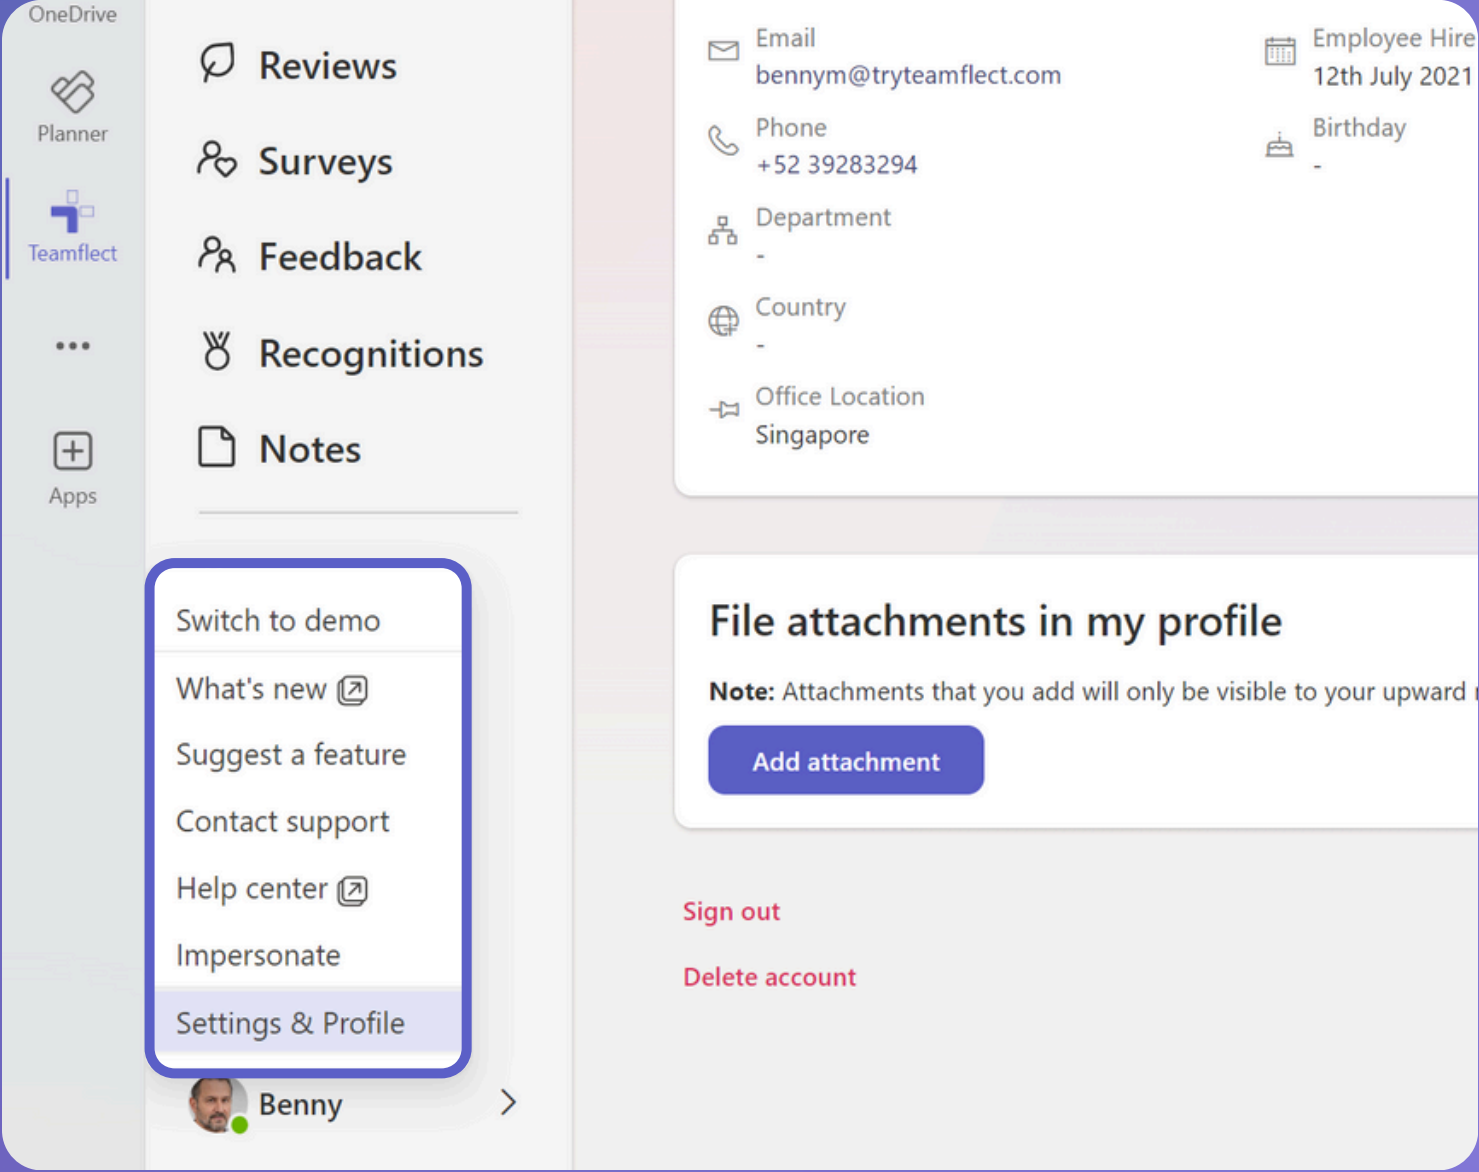 OneDrive
Planner
Teamflect
Apps
Reviews
Surveys
Feedback
Recognitions
Notes
Switch to demo
What's new
Suggest a feature
Contact support
Help center
Impersonate
Settings & Profile
Benny
Email
bennym@tryteamflect.com
Phone
+52 39283294
Department
-
Country
-
Office Location
Singapore
Employee Hire
12th July 2021
Birthday
-
File attachments in my profile
Note: Attachments that you add will only be visible to your upward
Add attachment
Sign out
Delete account